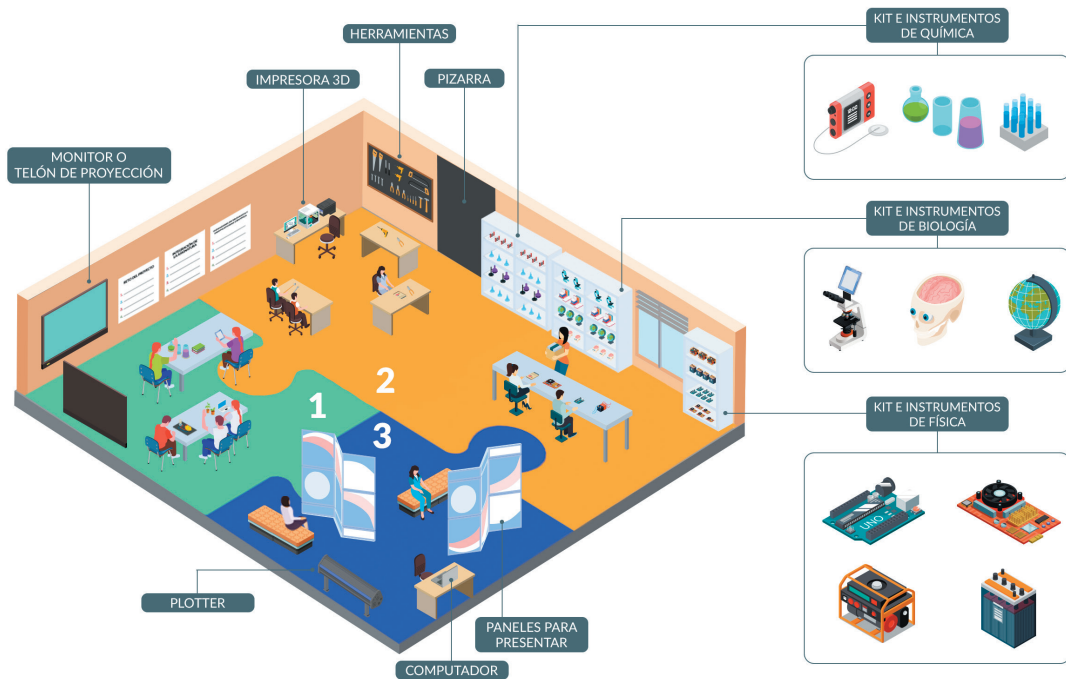 HERRAMIENTAS
IMPRESORA 3D
PIZARRA
MONITOR O
TELÓN DE PROYECCIÓN
KIT E INSTRUMENTOS
DE QUÍMICA
KIT E INSTRUMENTOS
DE BIOLOGÍA
KIT E INSTRUMENTOS
DE FÍSICA
1
2
3
UNO
PLOTTER
COMPUTADOR
PANELES PARA
PRESENTAR